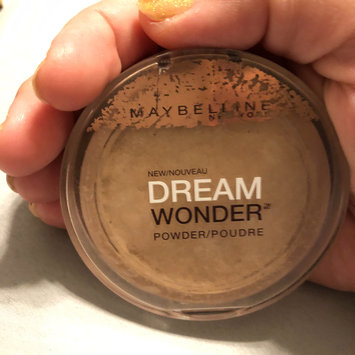 MAYBELLINE
NEW YORK
NEW/NOUVEAU
DREAM
WONDER
POWDER/POUDRE